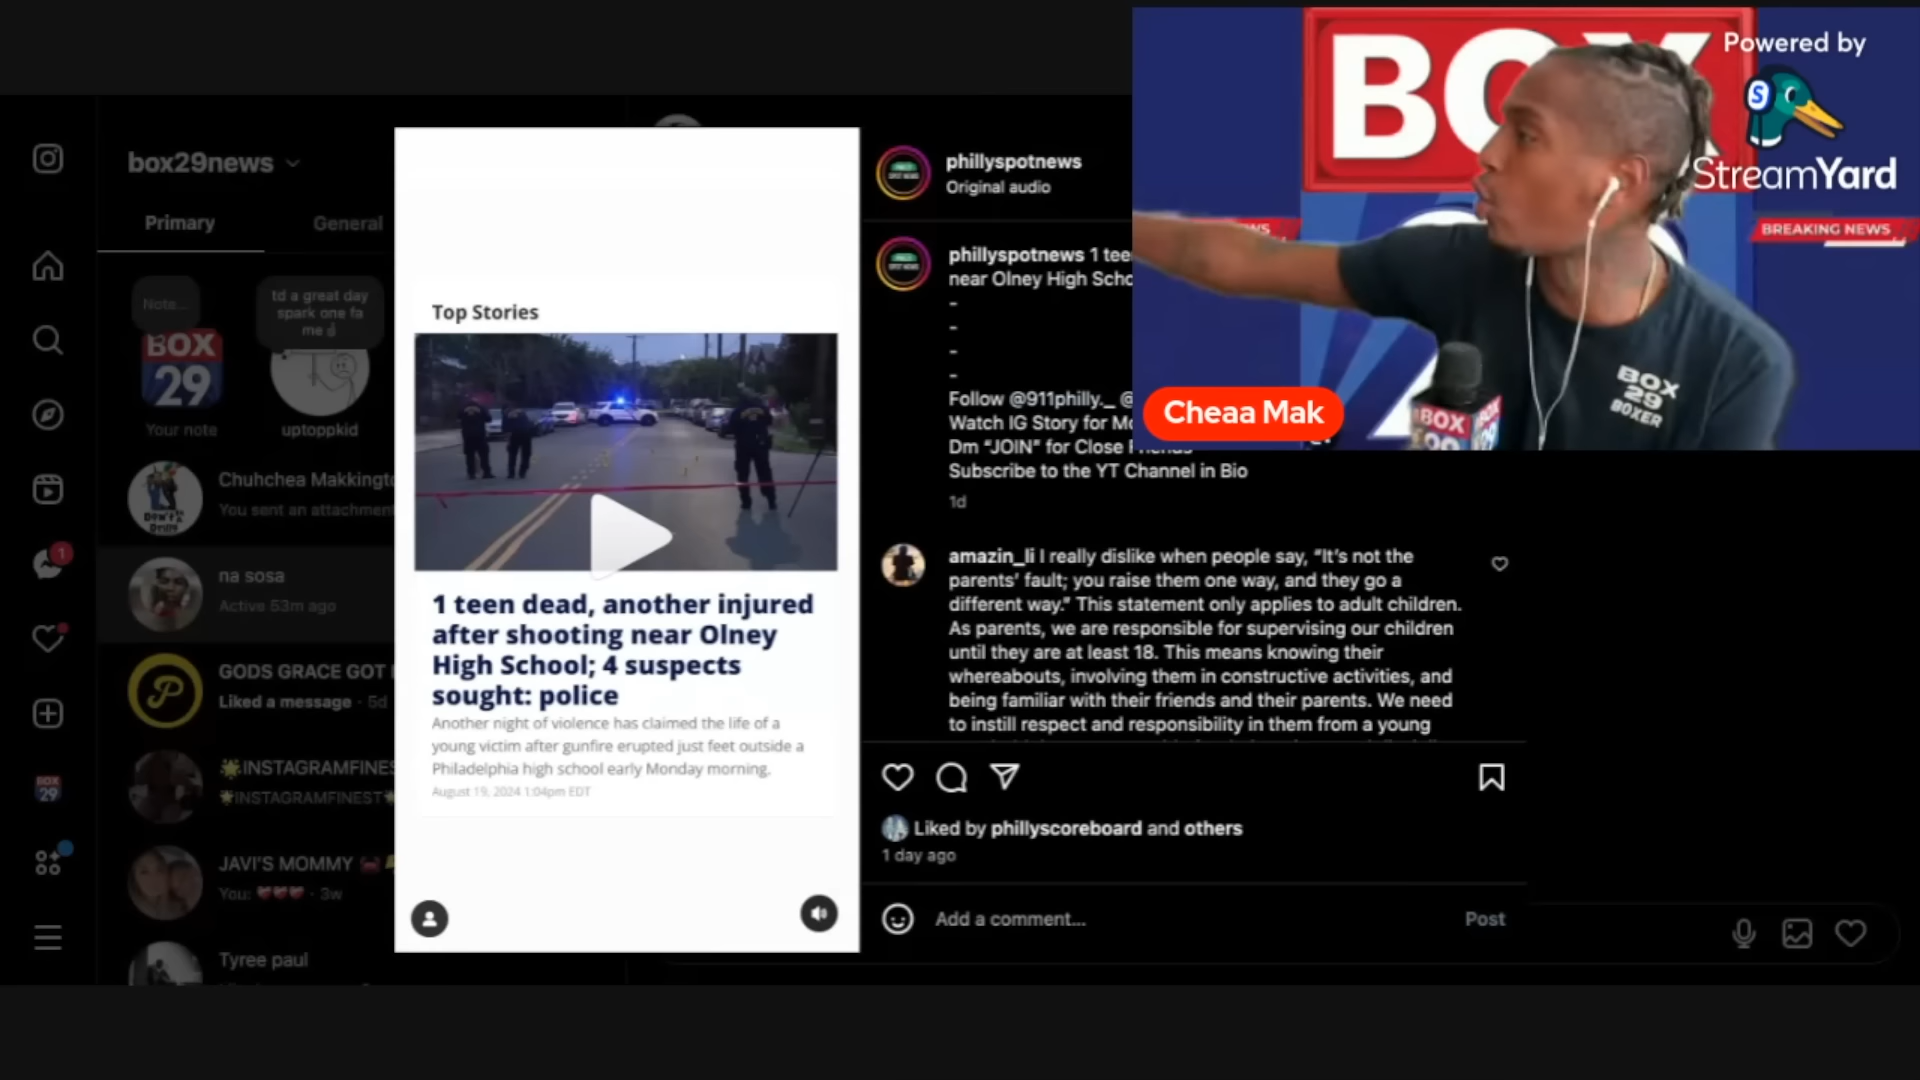 box29news
Primary
General
Note...
td a great day
spark one fa
me
BOX
29
Your note
uptoppkid
Chuhchea Makkingto
You sent an attachment
na sosa
Active 53m ago
GODS GRACE GOT
Liked a message · 5d
🌟INSTAGRAMFINES
🌟INSTAGRAMFINEST🌟
JAVI'S MOMMY 🦀
You: ❤️❤️❤️ · 3w
Tyree paul
1
BOX
29
Top Stories
1 teen dead, another injured
after shooting near Olney
High School; 4 suspects
sought: police
Another night of violence has claimed the life of a
young victim after gunfire erupted just feet outside a
Philadelphia high school early Monday morning.
August 19, 2024 1:04pm EDT
phillyspotnews
Original audio
phillyspotnews 1 tee
near Olney High Scho
-
-
-
-
Follow @911philly._ @
Watch IG Story for Mo
Dm “JOIN” for Close Friends
Subscribe to the YT Channel in Bio
1d
amazin_li I really dislike when people say, “It’s not the
parents’ fault; you raise them one way, and they go a
different way.” This statement only applies to adult children.
As parents, we are responsible for supervising our children
until they are at least 18. This means knowing their
whereabouts, involving them in constructive activities, and
being familiar with their friends and their parents. We need
to instill respect and responsibility in them from a young
Liked by phillyscoreboard and others
1 day ago
Add a comment...
Post
BOX
Powered by
S
StreamYard
BREAKING NEWS
Cheaa Mak
BOX
29
BOXER
BOX